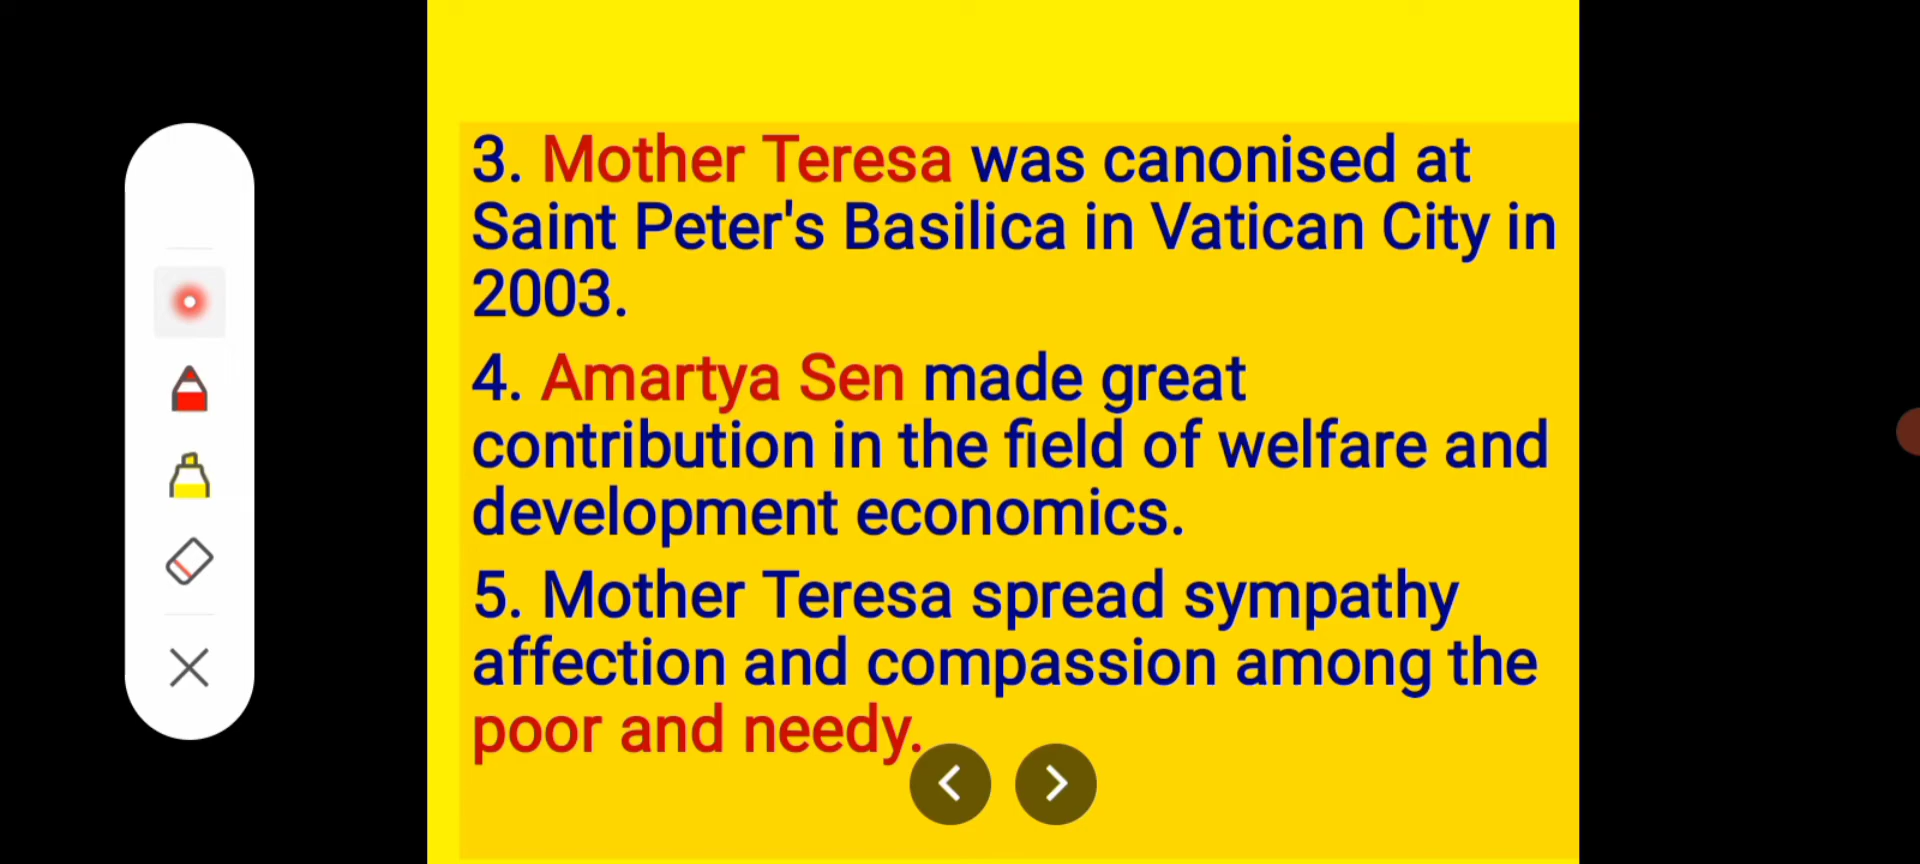 3. Mother Teresa was canonised at
Saint Peter's Basilica in Vatican City in
2003.
4. Amartya Sen made great
contribution in the field of welfare and
development economics.
5. Mother Teresa spread sympathy
affection and compassion among the
poor and needy.